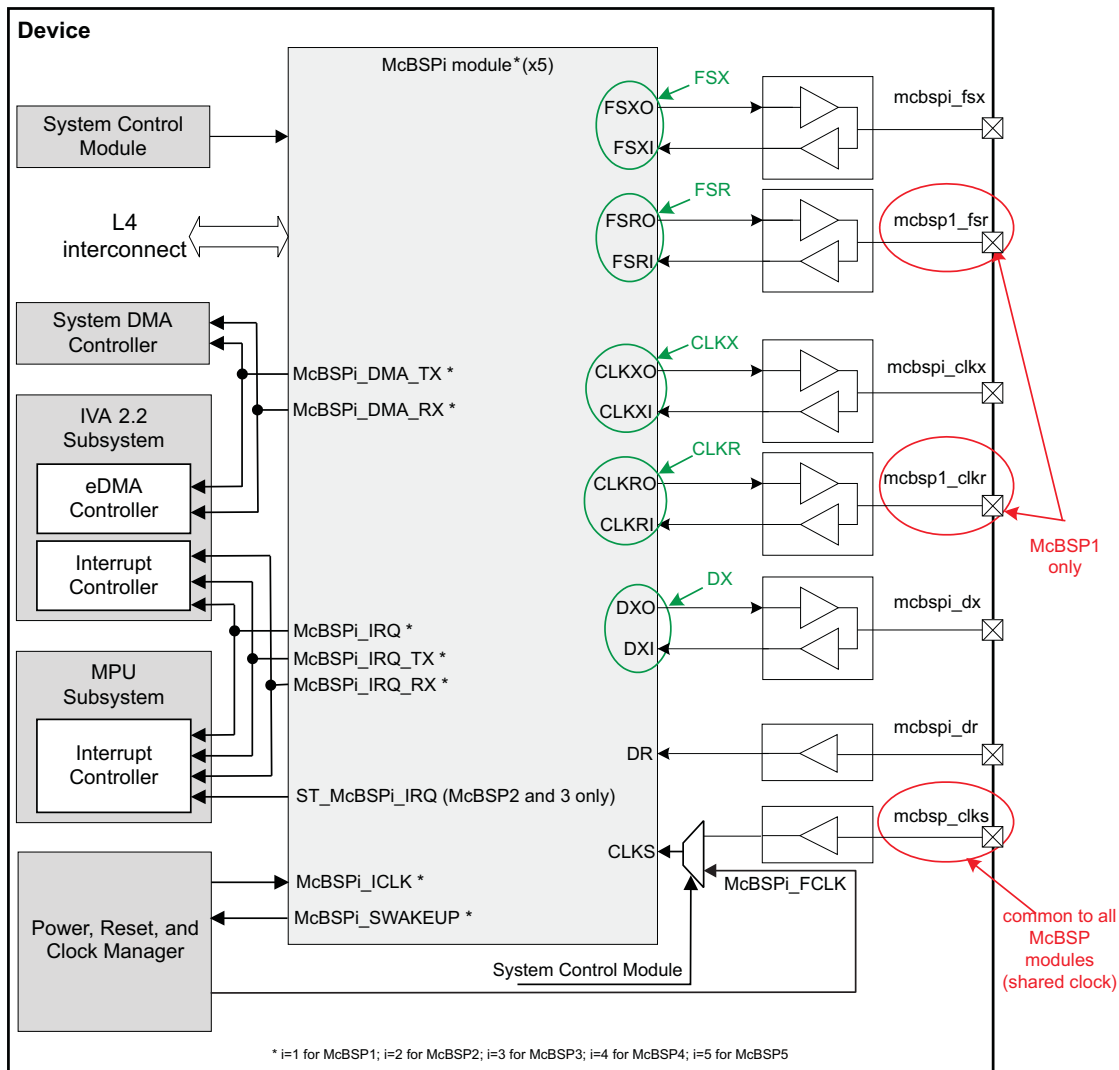 Device
McBSPi module * (x5)
System Control
Module
L4
interconnect
System DMA
Controller
IVA 2.2
Subsystem
eDMA
Controller
Interrupt
Controller
MPU
Subsystem
Interrupt
Controller
Power, Reset, and
Clock Manager
McBSPi_DMA_TX *
McBSPi_DMA_RX *
McBSPi_IRQ *
McBSPi_IRQ_TX *
McBSPi_IRQ_RX *
ST_McBSPi_IRQ (McBSP2 and 3 only)
McBSPi_ICLK *
McBSPi_SWAKEUP *
FSX
FSXO
FSXI
mcbspi_fsx
FSR
FSRO
FSRI
mcbsp1_fsr
CLKX
CLKXO
CLKXI
mcbspi_clkx
CLKR
CLKRO
CLKRI
mcbsp1_clkr
McBSP1
only
DX
DXO
DXI
mcbspi_dx
DR
mcbspi_dr
CLKS
mcbsp_clks
McBSPi_FCLK
common to all
McBSP
modules
(shared clock)
System Control Module
* i=1 for McBSP1; i=2 for McBSP2; i=3 for McBSP3; i=4 for McBSP4; i=5 for McBSP5